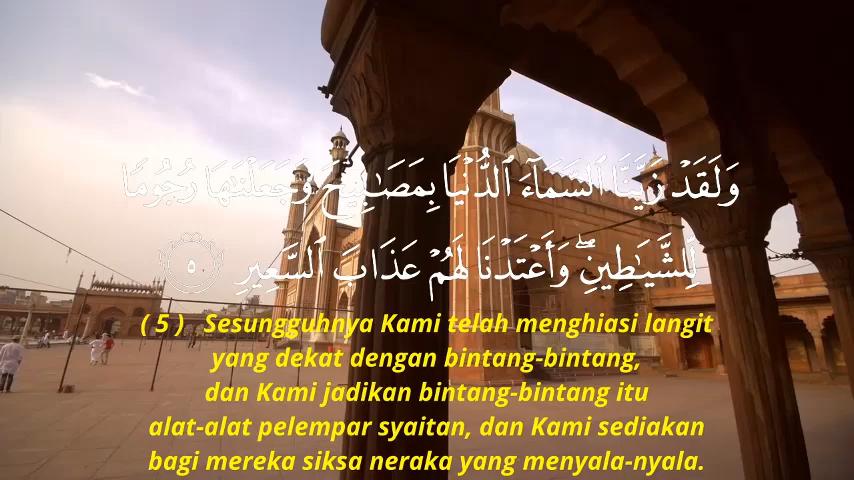 وَلَقَدْ زَيَّنَّا ٱلسَّمَآءَ ٱلدُّنْيَا بِمَصَـٰبِيحَ وَجَعَلْنَـٰهَا رُجُومًا
لِّلشَّيَـٰطِينِ ۖ وَأَعْتَدْنَا لَهُمْ عَذَابَ ٱلسَّعِيرِ ٥
( 5 ) Sesungguhnya Kami telah menghiasi langit
yang dekat dengan bintang-bintang,
dan Kami jadikan bintang-bintang itu
alat-alat pelempar syaitan, dan Kami sediakan
bagi mereka siksa neraka yang menyala-nyala.